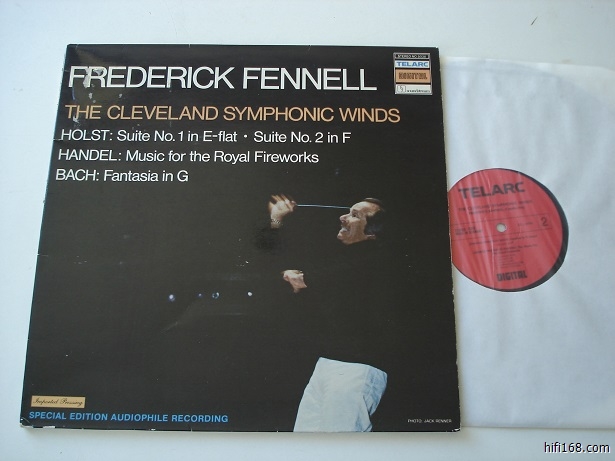 TELARC
DIGITAL
FREDERICK FENNELL
THE CLEVELAND SYMPHONIC WINDS
HOLST: Suite No. 1 in E-flat • Suite No. 2 in F
HANDEL: Music for the Royal Fireworks
BACH: Fantasia in G
Imported Pressing
SPECIAL EDITION AUDIOPHILE RECORDING
PHOTO: JACK RENNER
TELARC
2
DIGITAL
hifi168.com